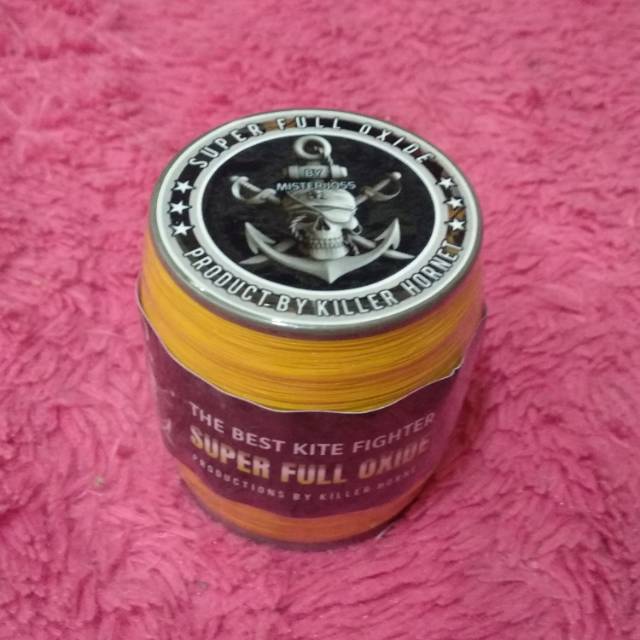 SUPER FULL OXIDE
BY
MISTERJOSS
PRODUCT BY KILLER HORNET
THE BEST KITE FIGHTER
SUPER FULL OXIDE
PRODUCTIONS BY KILLER HORNE